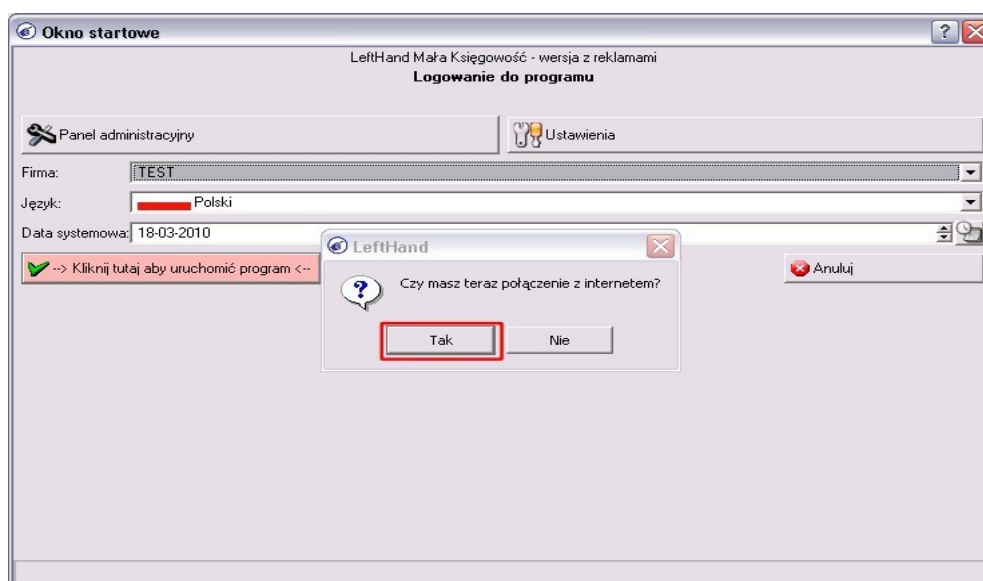 Okno startowe
LeftHand Mała Księgowość - wersja z reklamami
Logowanie do programu
Panel administracyjny
Ustawienia
Firma: TEST
Język: Polski
Data systemowa: 18-03-2010
--> Kliknij tutaj aby uruchomić program <--
Anuluj
LeftHand
Czy masz teraz połączenie z internetem?
Tak Nie